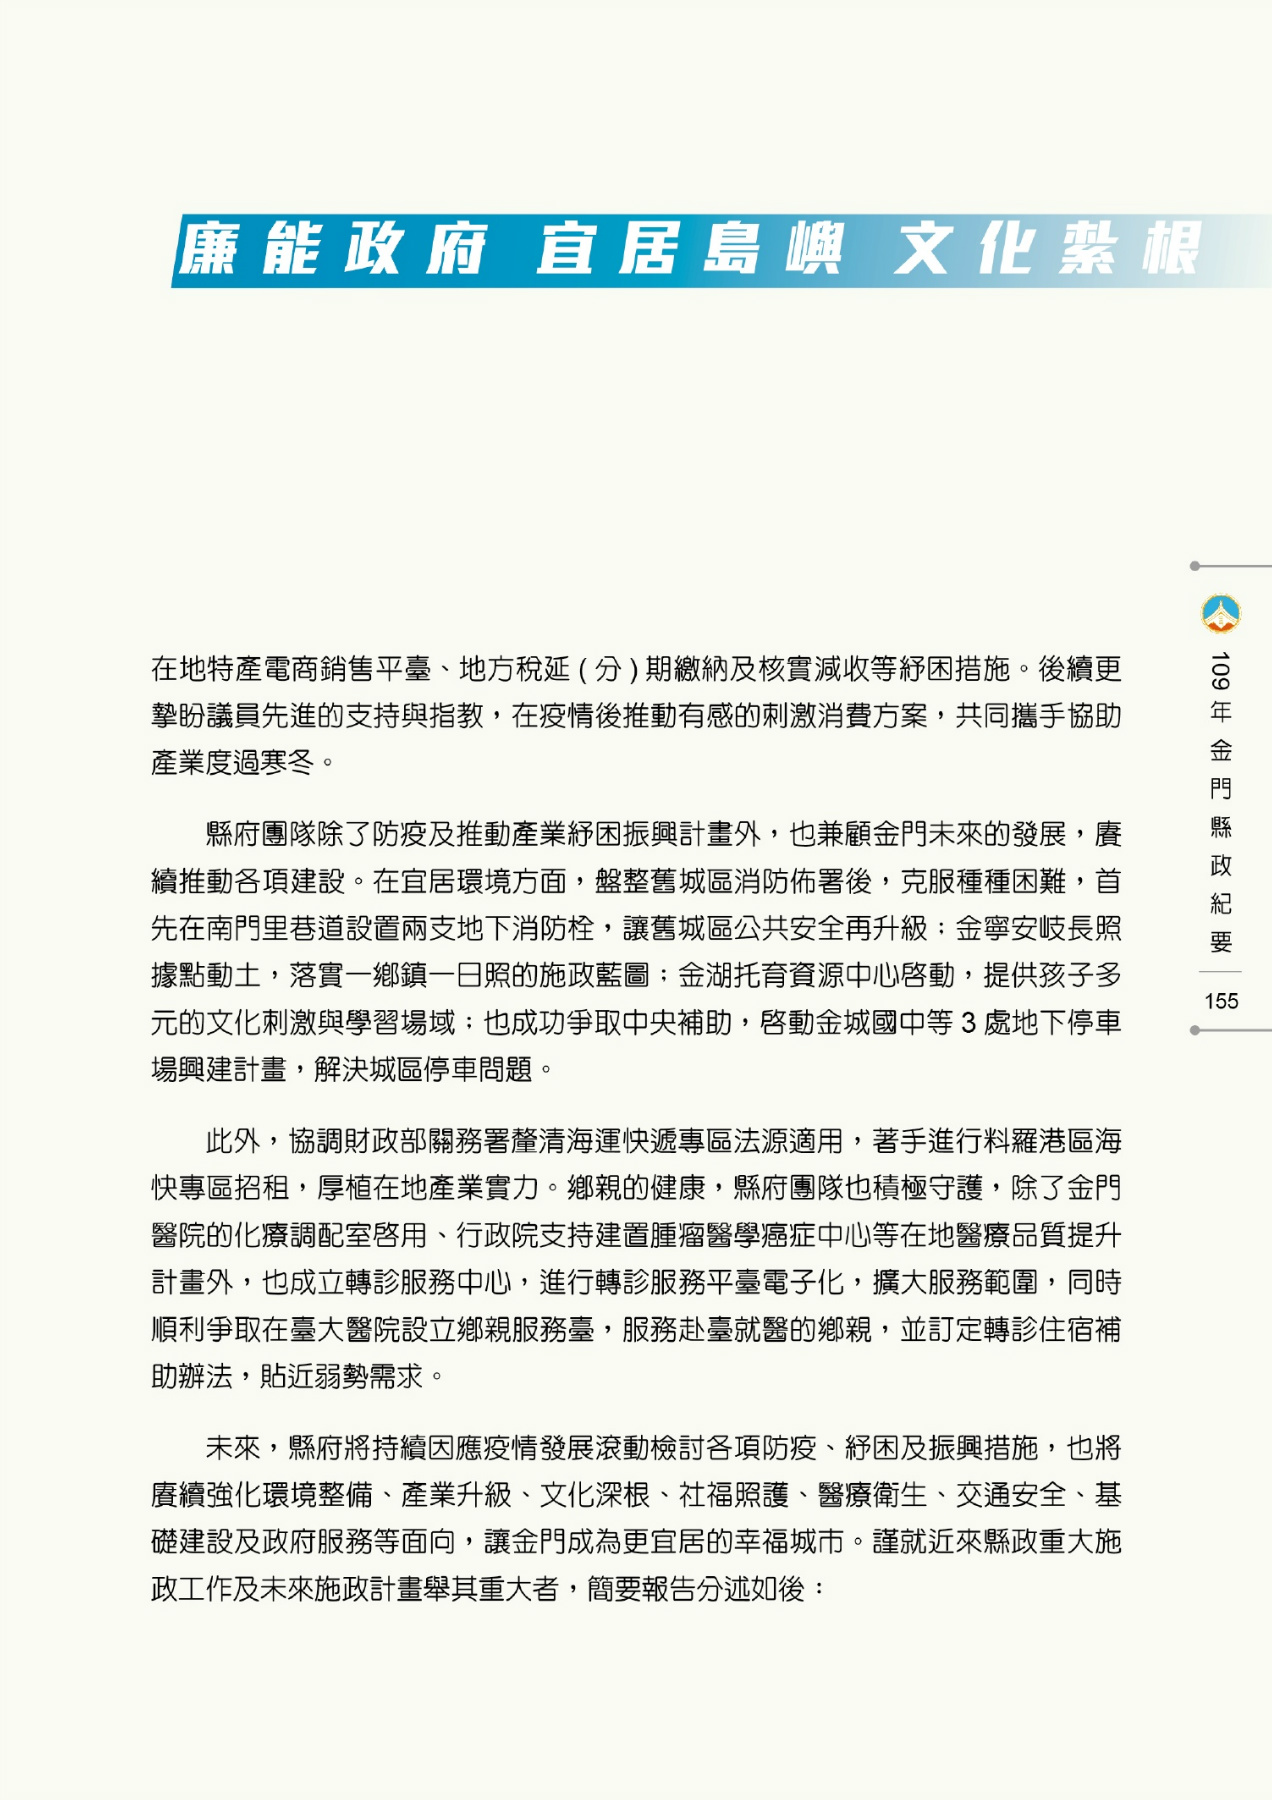 廉能政府 宜居島嶼 文化紮根
在地特產電商銷售平臺、地方稅延(分)期繳納及核實減收等紓困措施。後續更
摯盼議員先進的支持與指教，在疫情後推動有感的刺激消費方案，共同攜手協助
產業度過寒冬。
縣府團隊除了防疫及推動產業紓困振興計畫外，也兼顧金門未來的發展，賡
續推動各項建設。在宜居環境方面，盤整舊城區消防佈署後，克服種種困難，首
先在南門里巷道設置兩支地下消防栓，讓舊城區公共安全再升級；金寧安岐長照
據點動土，落實一鄉鎮一日照的施政藍圖；金湖托育資源中心啓動，提供孩子多
元的文化刺激與學習場域；也成功爭取中央補助，啓動金城國中等 3 處地下停車
場興建計畫，解決城區停車問題。
此外，協調財政部關務署釐清海運快遞專區法源適用，著手進行料羅港區海
快專區招租，厚植在地產業實力。鄉親的健康，縣府團隊也積極守護，除了金門
醫院的化療調配室啓用、行政院支持建置腫瘤醫學癌症中心等在地醫療品質提升
計畫外，也成立轉診服務中心，進行轉診服務平臺電子化，擴大服務範圍，同時
順利爭取在臺大醫院設立鄉親服務臺，服務赴臺就醫的鄉親，並訂定轉診住宿補
助辦法，貼近弱勢需求。
未來，縣府將持續因應疫情發展滾動檢討各項防疫、紓困及振興措施，也將
賡續強化環境整備、產業升級、文化深根、社福照護、醫療衛生、交通安全、基
礎建設及政府服務等面向，讓金門成為更宜居的幸福城市。謹就近來縣政重大施
政工作及未來施政計畫舉其重大者，簡要報告分述如後：
109年金門縣政紀要
155